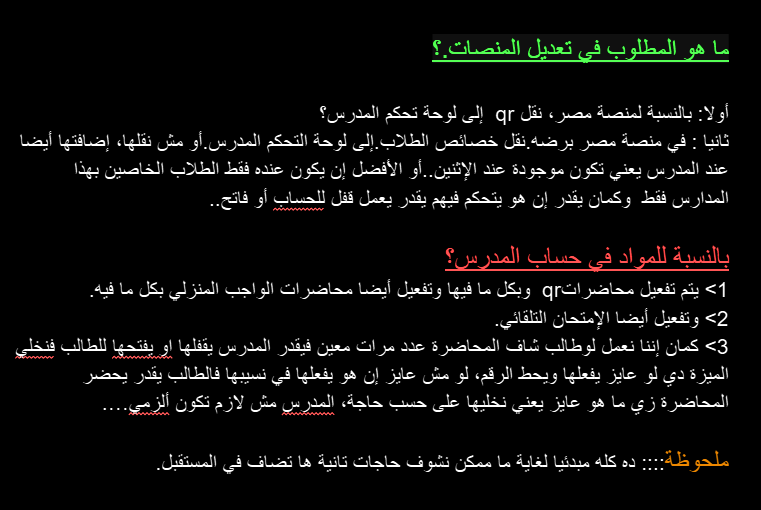 ما هو المطلوب في تعديل المنصات.؟
أولا: بالنسبة لمنصة مصر، نقل qr إلى لوحة تحكم المدرس؟
ثانيا : في منصة مصر برضه.نقل خصائص الطلاب.إلى لوحة التحكم المدرس.أو مش نقلها، إضافتها أيضا
عند المدرس يعني تكون موجودة عند الإثنين..أو الأفضل إن يكون عنده فقط الطلاب الخاصين بهذا
المدارس فقط وكمان يقدر إن هو يتحكم فيهم يقدر يعمل قفل للحساب أو فاتح..
بالنسبة للمواد في حساب المدرس؟
1> يتم تفعيل محاضراتqr وبكل ما فيها وتفعيل أيضا محاضرات الواجب المنزلي بكل ما فيه.
2> وتفعيل أيضا الإمتحان التلقائي.
3> كمان إننا نعمل لوطالب شاف المحاضرة عدد مرات معين فيقدر المدرس يقفلها او يفتحها للطالب فنخلي
الميزة دي لو عايز يفعلها ويحط الرقم، لو مش عايز إن هو يفعلها في نسيبها فالطالب يقدر يحضر
المحاضرة زي ما هو عايز يعني نخليها على حسب حاجة، المدرس مش لازم تكون ألزمي....
ملحوظة:::: ده كله مبدئيا لغاية ما ممكن نشوف حاجات تانية ها تضاف في المستقبل.